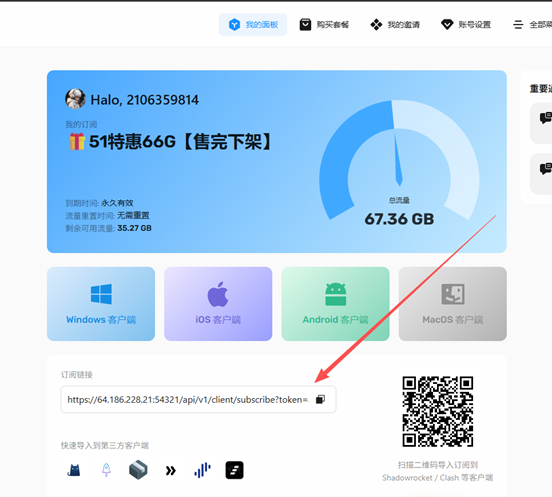 我的面板
购买套餐
我的邀请
账号设置
全部菜
Halo, 2106359814
重要通
我的订阅
51特惠66G【售完下架】
到期时间: 永久有效
流量重置时间: 无需重置
剩余可用流量: 35.27 GB
总流量
67.36 GB
Windows 客户端
iOS 客户端
Android 客户端
MacOS 客户端
订阅链接
https://64.186.228.21:54321/api/v1/client/subscribe?token=
快速导入到第三方客户端
扫描二维码导入订阅到
Shadowrocket / Clash 等客户端